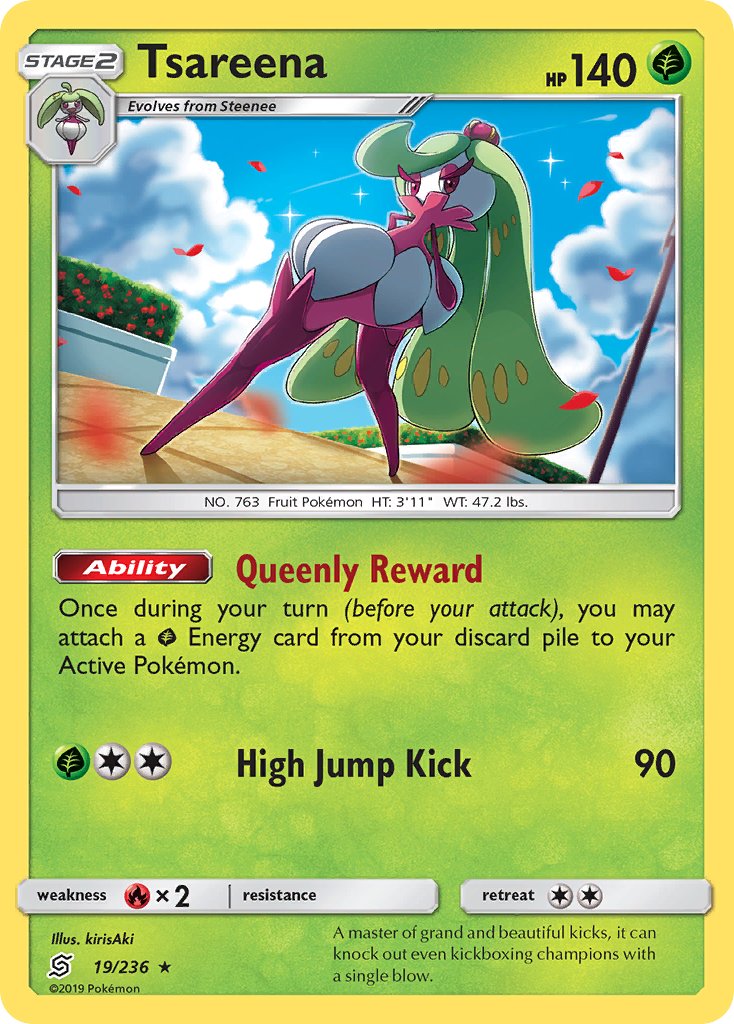 STAGE2
Tsareena
HP 140
Evolves from Steenee
NO. 763 Fruit Pokémon HT: 3'11" WT: 47.2 lbs.
Ability Queenly Reward
Once during your turn (before your attack), you may
attach a Energy card from your discard pile to your
Active Pokémon.
High Jump Kick 90
weakness × 2 resistance retreat
Illus. kirisAki
19/236 ★
©2019 Pokémon
A master of grand and beautiful kicks, it can
knock out even kickboxing champions with
a single blow.